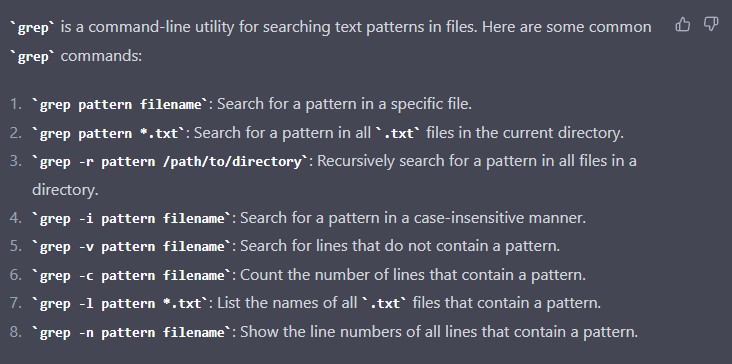 `grep` is a command-line utility for searching text patterns in files. Here are some common
`grep` commands:
1. `grep pattern filename`: Search for a pattern in a specific file.
2. `grep pattern *.txt`: Search for a pattern in all `.txt` files in the current directory.
3. `grep -r pattern /path/to/directory`: Recursively search for a pattern in all files in a
directory.
4. `grep -i pattern filename`: Search for a pattern in a case-insensitive manner.
5. `grep -v pattern filename`: Search for lines that do not contain a pattern.
6. `grep -c pattern filename`: Count the number of lines that contain a pattern.
7. `grep -l pattern *.txt`: List the names of all `.txt` files that contain a pattern.
8. `grep -n pattern filename`: Show the line numbers of all lines that contain a pattern.